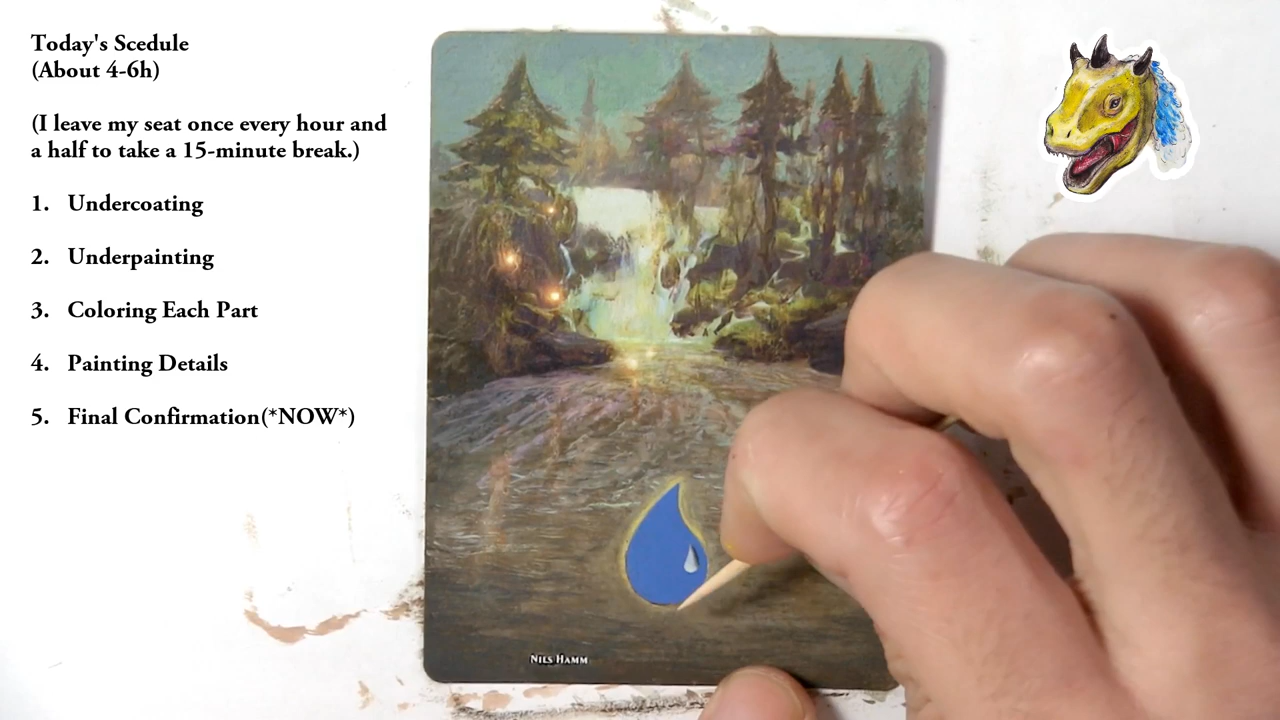 Today's Scedule
(About 4-6h)
(I leave my seat once every hour and
a half to take a 15-minute break.)
1. Undercoating
2. Underpainting
3. Coloring Each Part
4. Painting Details
5. Final Confirmation(*NOW*)
Nils Hamm